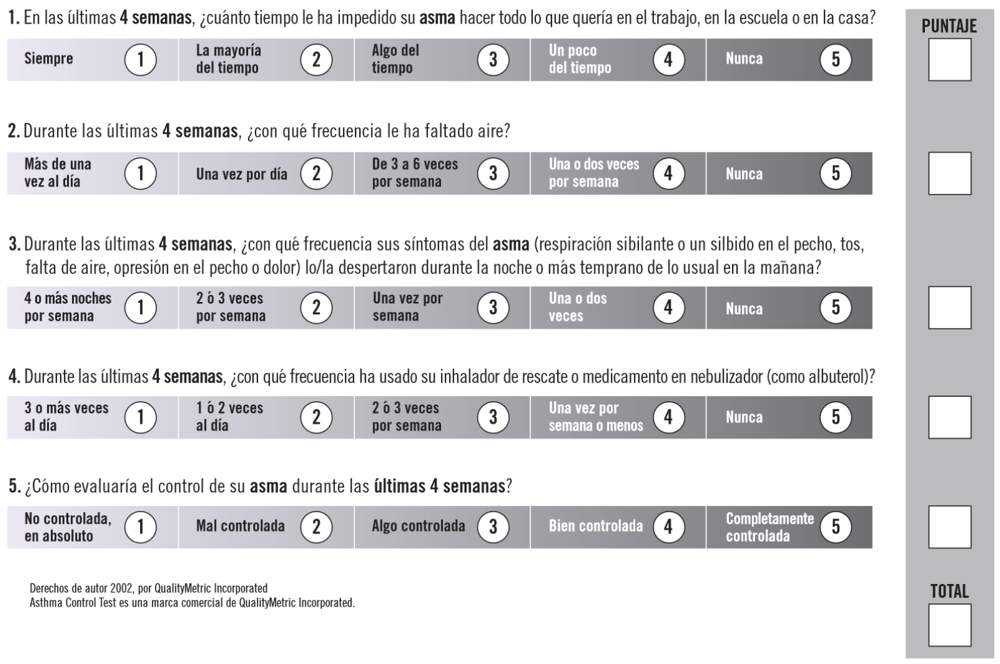 1. En las últimas 4 semanas, ¿cuánto tiempo le ha impedido su asma hacer todo lo que quería en el trabajo, en la escuela o en la casa?
PUNTAJE
Siempre 1 La mayoría del tiempo 2 Algo del tiempo 3 Un poco del tiempo 4 Nunca 5
2. Durante las últimas 4 semanas, ¿con qué frecuencia le ha faltado aire?
Más de una vez al día 1 Una vez por día 2 De 3 a 6 veces por semana 3 Una o dos veces por semana 4 Nunca 5
3. Durante las últimas 4 semanas, ¿con qué frecuencia sus síntomas del asma (respiración sibilante o un silbido en el pecho, tos,
falta de aire, opresión en el pecho o dolor) lo/la despertaron durante la noche o más temprano de lo usual en la mañana?
4 o más noches por semana 1 2 ó 3 veces por semana 2 Una vez por semana 3 Una o dos veces 4 Nunca 5
4. Durante las últimas 4 semanas, ¿con qué frecuencia ha usado su inhalador de rescate o medicamento en nebulizador (como albuterol)?
3 o más veces al día 1 1 ó 2 veces al día 2 2 ó 3 veces por semana 3 Una vez por semana o menos 4 Nunca 5
5. ¿Cómo evaluaría el control de su asma durante las últimas 4 semanas?
No controlada, en absoluto 1 Mal controlada 2 Algo controlada 3 Bien controlada 4 Completamente controlada 5
Derechos de autor 2002, por QualityMetric Incorporated
Asthma Control Test es una marca comercial de QualityMetric Incorporated.
TOTAL